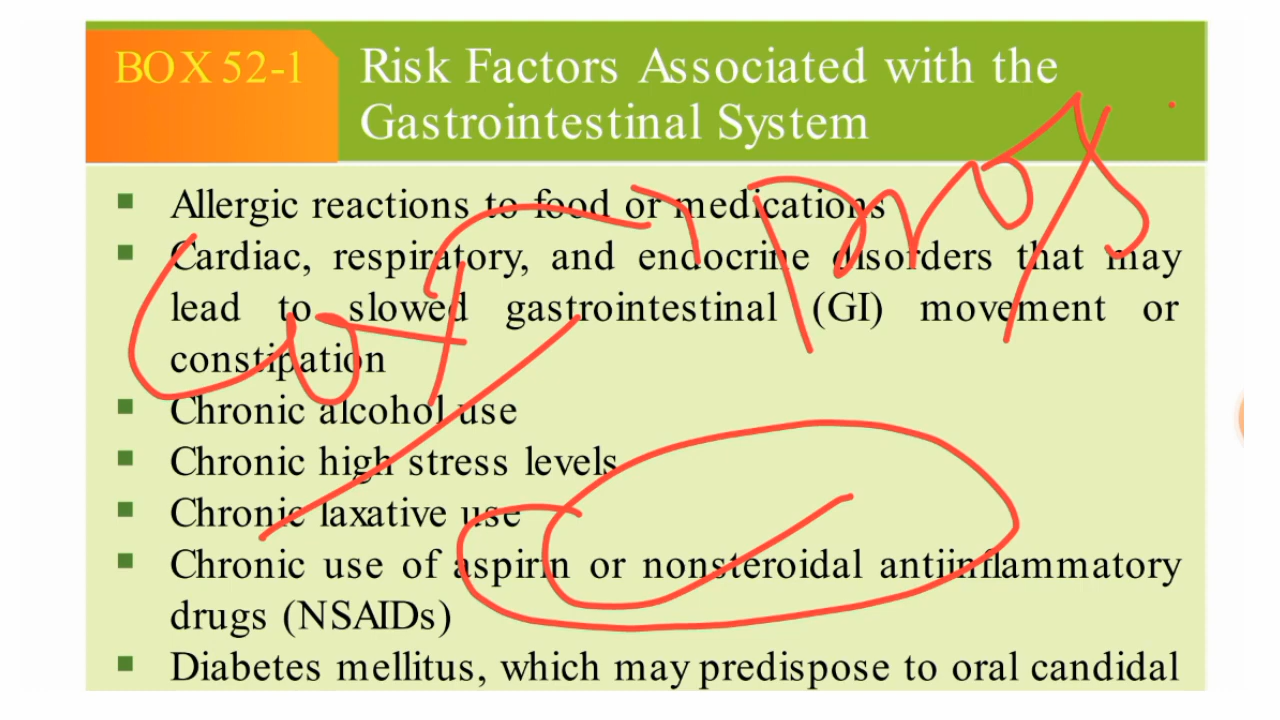 BOX 52-1
Risk Factors Associated with the
Gastrointestinal System
Allergic reactions to food or medications
Cardiac, respiratory, and endocrine disorders that may
lead to slowed gastrointestinal (GI) movement or
constipation
Chronic alcohol use
Chronic high stress levels
Chronic laxative use
Chronic use of aspirin or nonsteroidal antiinflammatory
drugs (NSAIDs)
Diabetes mellitus, which may predispose to oral candidal